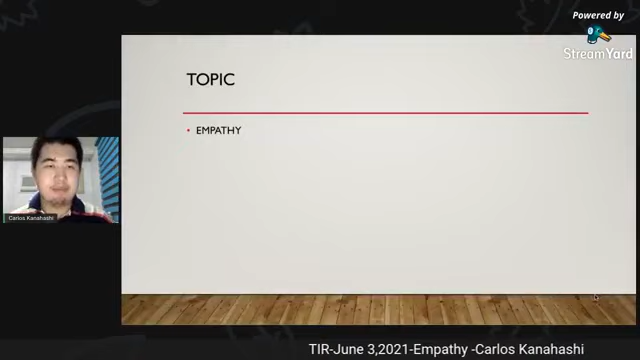 Powered by
StreamYard
TOPIC
• EMPATHY
Carlos Kanahashi
TIR-June 3,2021-Empathy -Carlos Kanahashi